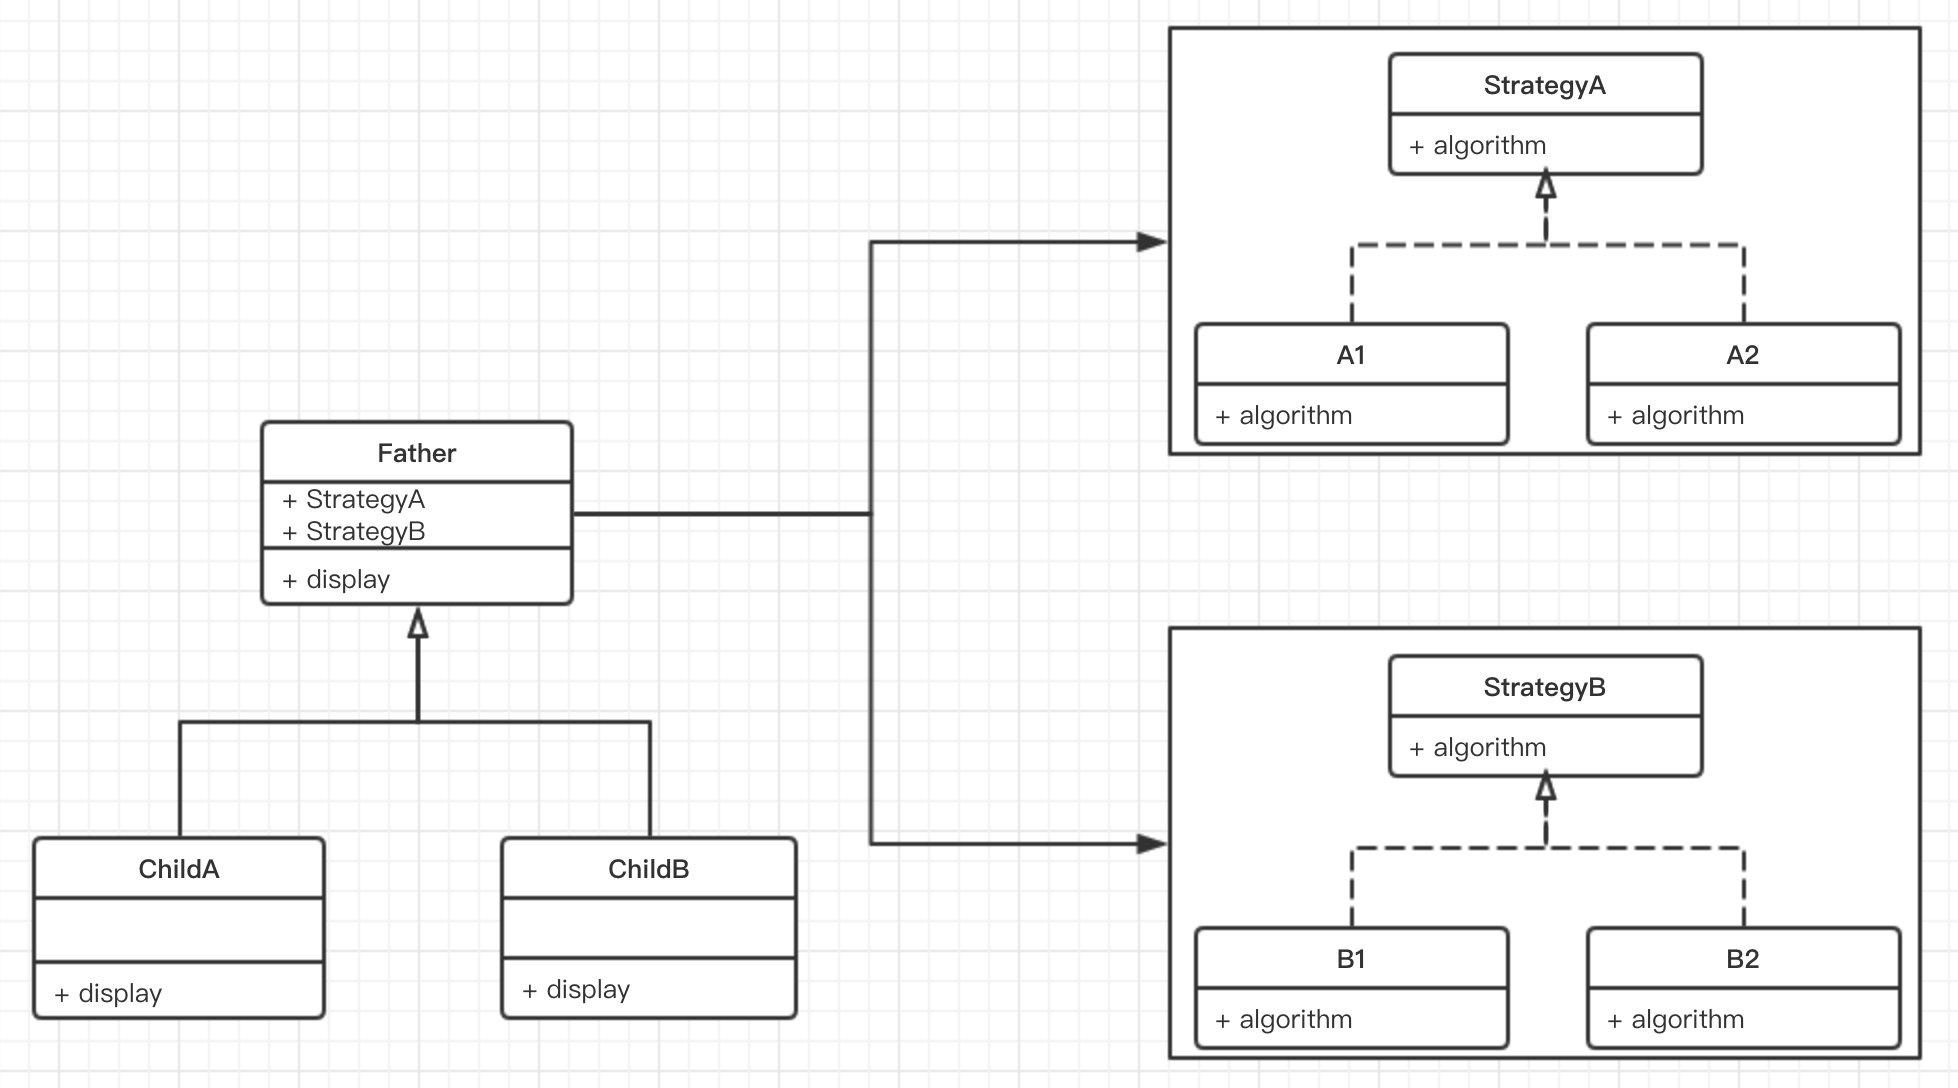 StrategyA
+ algorithm
A1
+ algorithm
A2
+ algorithm
Father
+ StrategyA
+ StrategyB
+ display
ChildA
+ display
ChildB
+ display
StrategyB
+ algorithm
B1
+ algorithm
B2
+ algorithm